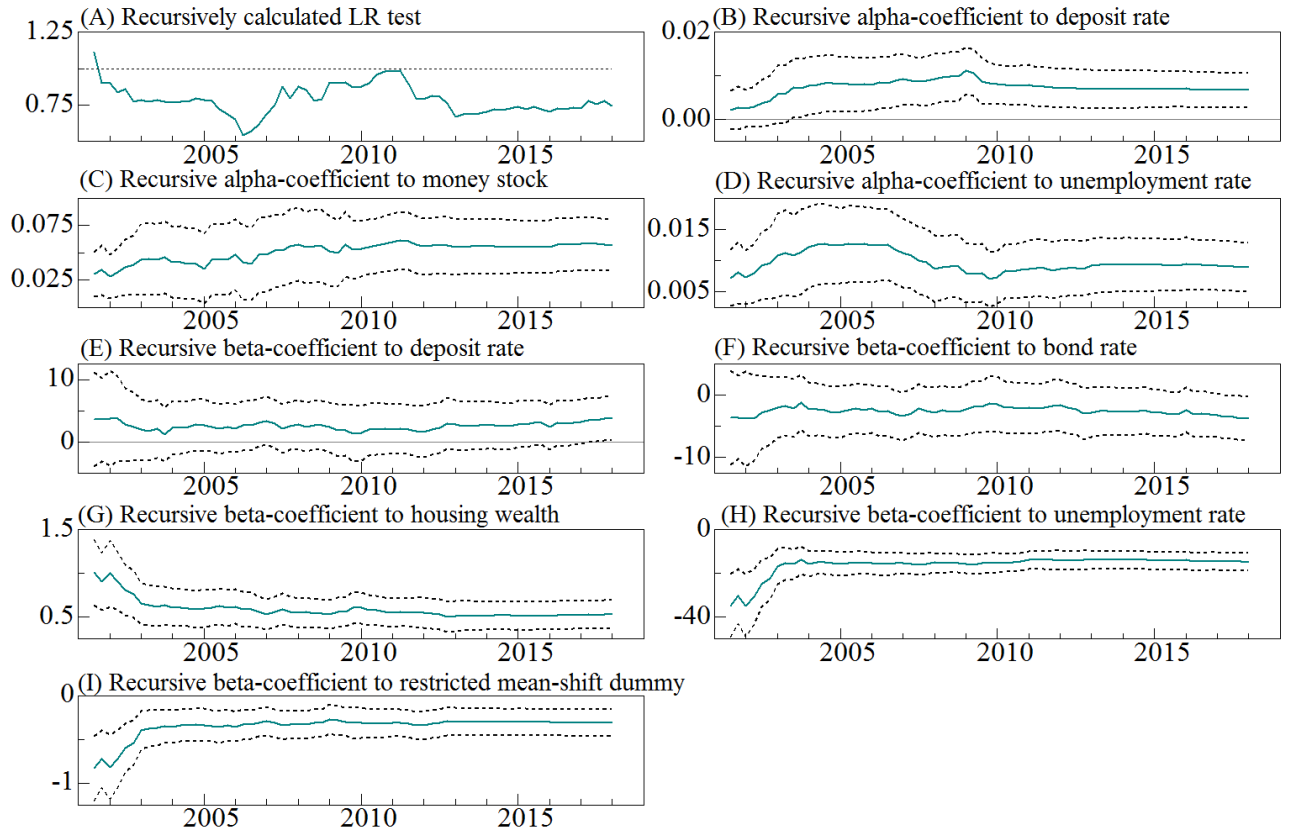 (A) Recursively calculated LR test
1.25
0.75
2005 2010 2015
(B) Recursive alpha-coefficient to deposit rate
0.02
0.00
2005 2010 2015
(C) Recursive alpha-coefficient to money stock
0.075
0.025
2005 2010 2015
(D) Recursive alpha-coefficient to unemployment rate
0.015
0.005
2005 2010 2015
(E) Recursive beta-coefficient to deposit rate
10
0
2005 2010 2015
(F) Recursive beta-coefficient to bond rate
0
-10
2005 2010 2015
(G) Recursive beta-coefficient to housing wealth
1.5
0.5
2005 2010 2015
(H) Recursive beta-coefficient to unemployment rate
0
-40
2005 2010 2015
(I) Recursive beta-coefficient to restricted mean-shift dummy
0
-1
2005 2010 2015